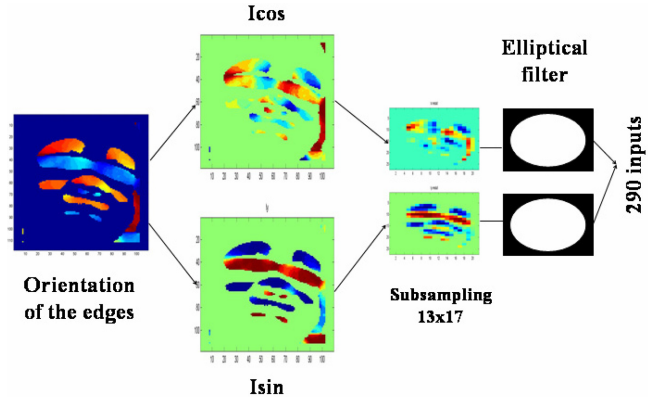 Icos
Elliptical
filter
290 inputs
Orientation
of the edges
Subsampling
13x17
Isin